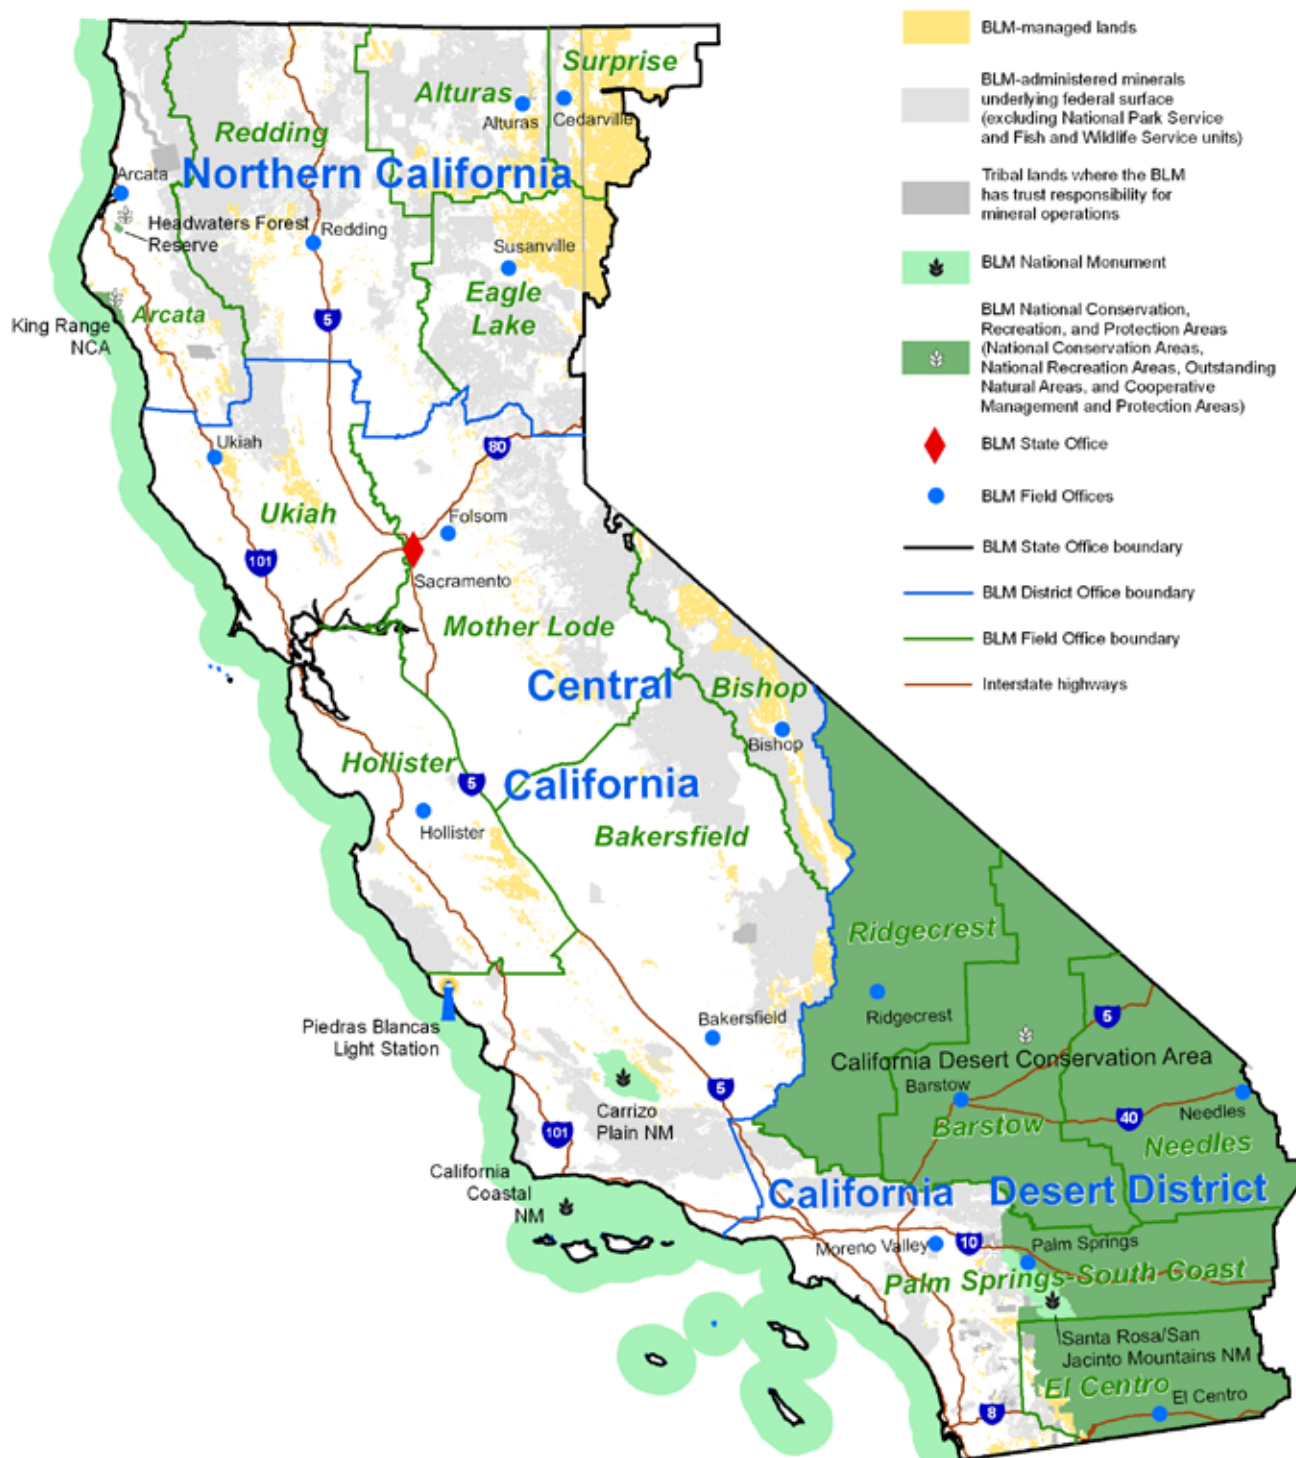 Surprise
Alturas
Alturas
Cedarville
Redding
Northern California
Arcata
Headwaters Forest
Reserve
Redding
Susanville
Eagle
Lake
Arcata
King Range
NCA
5
Ukiah
80
Ukiah
Folsom
101
Sacramento
Mother Lode
Central
Bishop
Bishop
Hollister
5
California
Hollister
Bakersfield
Ridgecrest
Ridgecrest
Piedras Blancas
Light Station
Bakersfield
5
California Desert Conservation Area
Barstow
5
Carrizo
Plain NM
101
Barstow
40
Needles
Needles
California
Coastal
NM
California Desert District
Moreno Valley
10
Palm Springs
Palm Springs-South Coast
Santa Rosa/San
Jacinto Mountains NM
El Centro
El Centro
8
BLM-managed lands
BLM-administered minerals
underlying federal surface
(excluding National Park Service
and Fish and Wildlife Service units)
Tribal lands where the BLM
has trust responsibility for
mineral operations
BLM National Monument
BLM National Conservation,
Recreation, and Protection Areas
(National Conservation Areas,
National Recreation Areas, Outstanding
Natural Areas, and Cooperative
Management and Protection Areas)
BLM State Office
BLM Field Offices
BLM State Office boundary
BLM District Office boundary
BLM Field Office boundary
Interstate highways